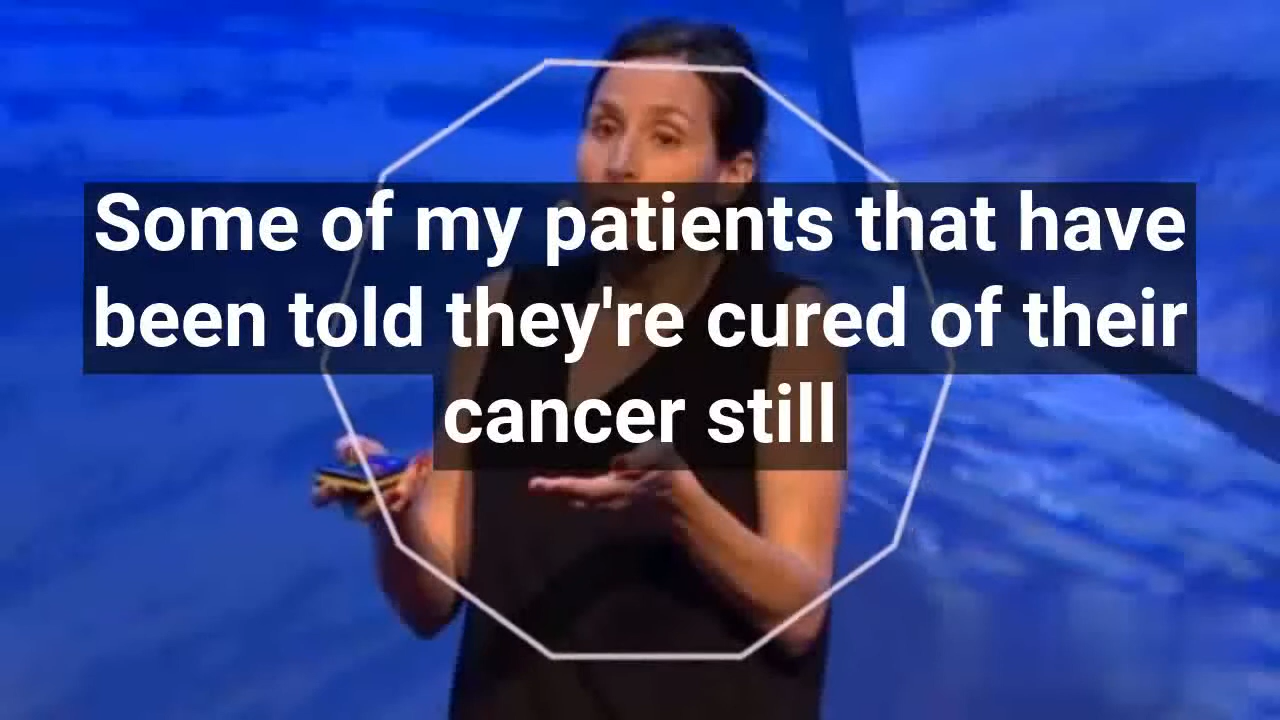 Some of my patients that have
been told they're cured of their
cancer still